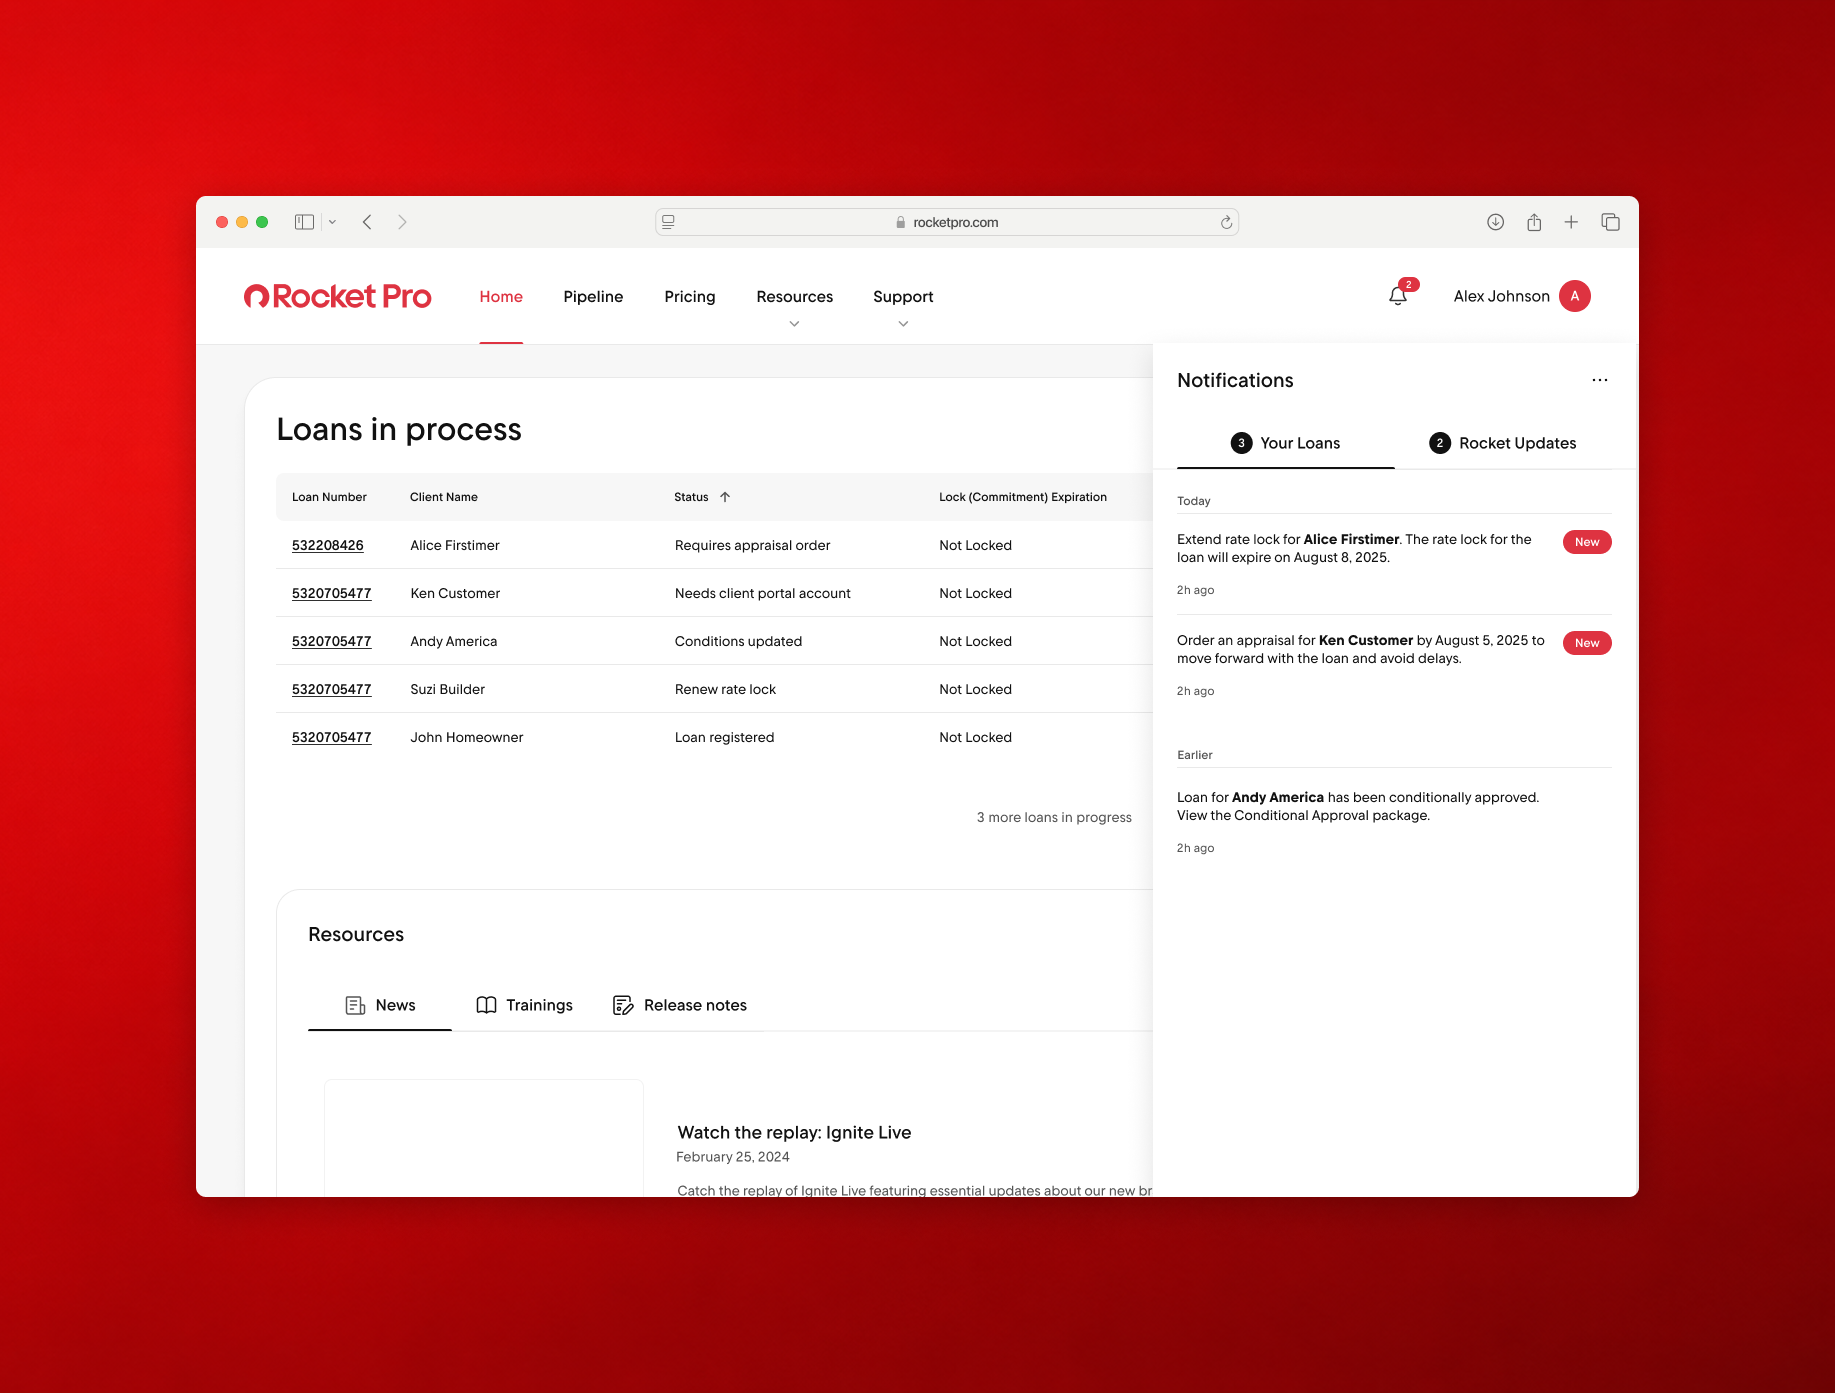 rocketpro.com
Rocket Pro
Home
Pipeline
Pricing
Resources
Support
2
Alex Johnson
A
Loans in process
Loan Number Client Name Status Lock (Commitment) Expiration
532208426 Alice Firstimer Requires appraisal order Not Locked
5320705477 Ken Customer Needs client portal account Not Locked
5320705477 Andy America Conditions updated Not Locked
5320705477 Suzi Builder Renew rate lock Not Locked
5320705477 John Homeowner Loan registered Not Locked
3 more loans in progress
Resources
News
Trainings
Release notes
Watch the replay: Ignite Live
February 25, 2024
Catch the replay of Ignite Live featuring essential updates about our new br
Notifications
3 Your Loans
2 Rocket Updates
Today
Extend rate lock for Alice Firstimer. The rate lock for the
loan will expire on August 8, 2025.
New
2h ago
Order an appraisal for Ken Customer by August 5, 2025 to
move forward with the loan and avoid delays.
New
2h ago
Earlier
Loan for Andy America has been conditionally approved.
View the Conditional Approval package.
2h ago